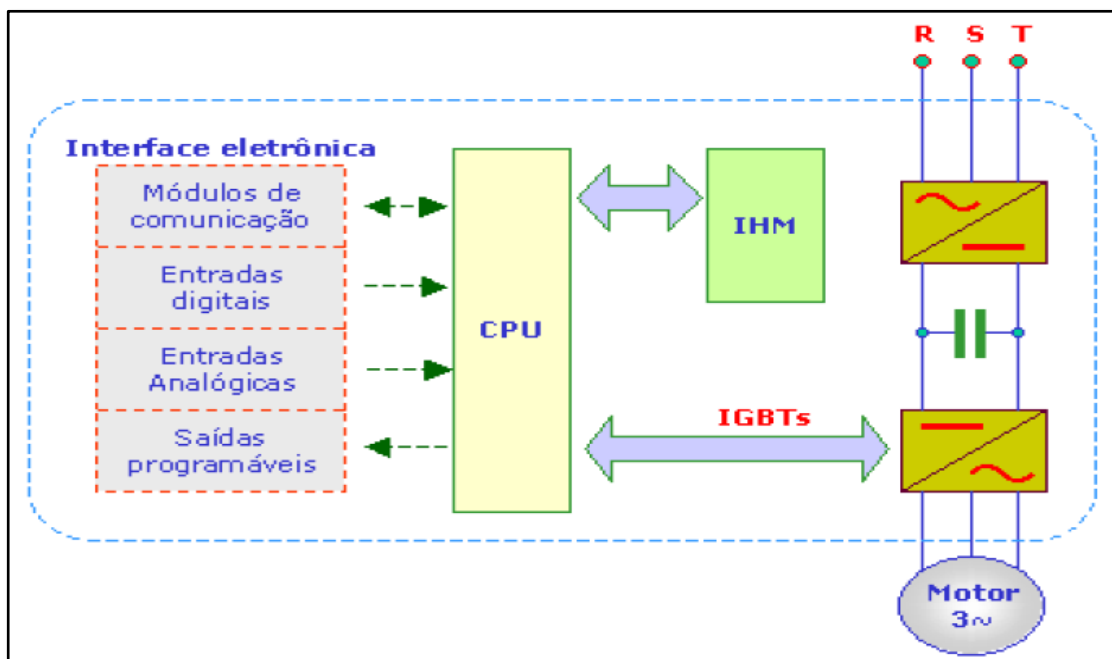 R S T
Interface eletrônica
Módulos de
comunicação
Entradas
digitais
Entradas
Analógicas
Saídas
programáveis
CPU
IHM
IGBTs
Motor
3~